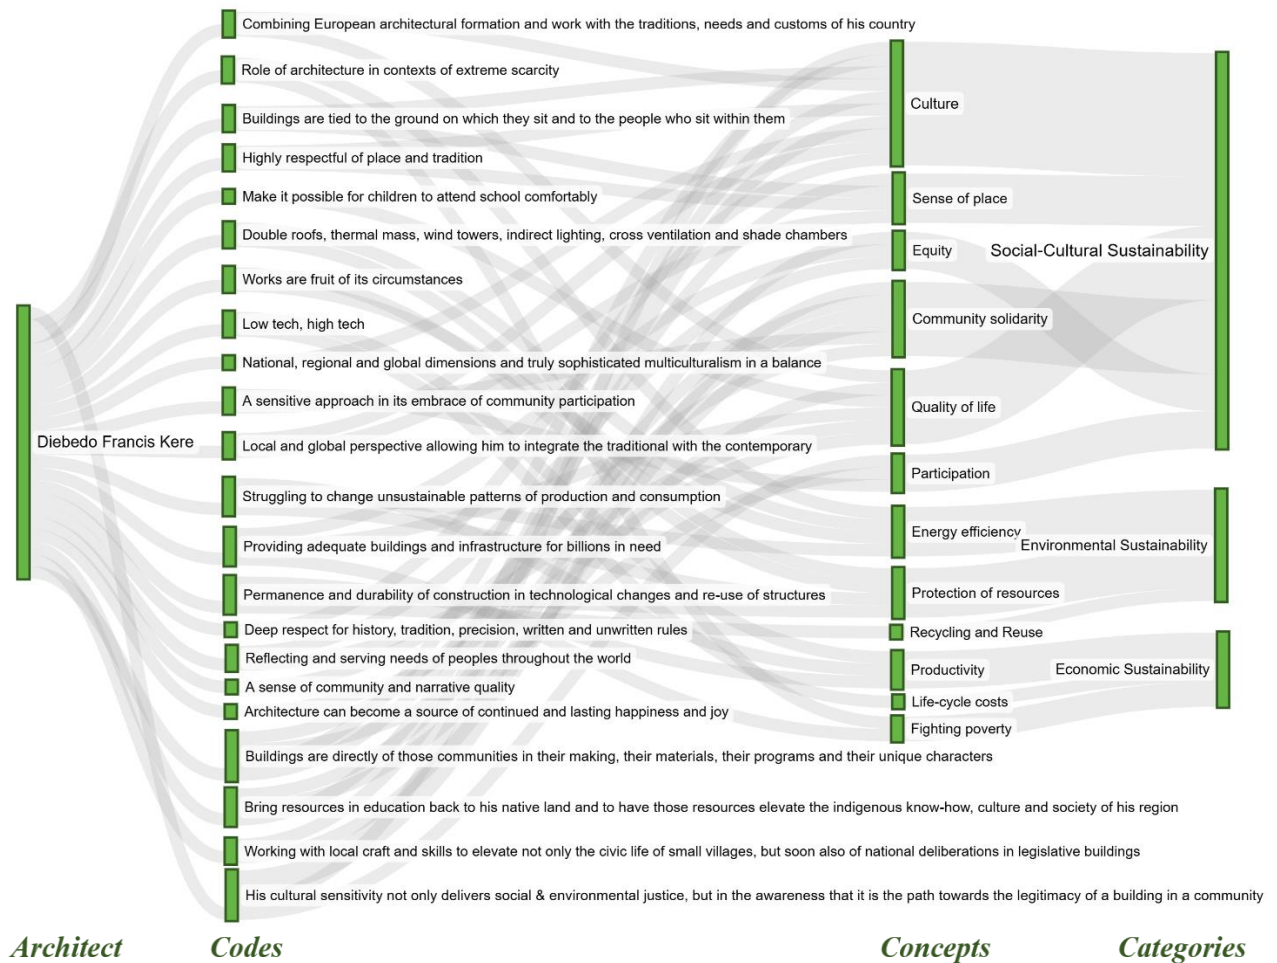 Combining European architectural formation and work with the traditions, needs and customs of his country
Role of architecture in contexts of extreme scarcity
Buildings are tied to the ground on which they sit and to the people who sit within them
Highly respectful of place and tradition
Make it possible for children to attend school comfortably
Double roofs, thermal mass, wind towers, indirect lighting, cross ventilation and shade chambers
Works are fruit of its circumstances
Low tech, high tech
National, regional and global dimensions and truly sophisticated multiculturalism in a balance
A sensitive approach in its embrace of community participation
Diebedo Francis Kere
Local and global perspective allowing him to integrate the traditional with the contemporary
Struggling to change unsustainable patterns of production and consumption
Providing adequate buildings and infrastructure for billions in need
Permanence and durability of construction in technological changes and re-use of structures
Deep respect for history, tradition, precision, written and unwritten rules
Reflecting and serving needs of peoples throughout the world
A sense of community and narrative quality
Architecture can become a source of continued and lasting happiness and joy
Buildings are directly of those communities in their making, their materials, their programs and their unique characters
Bring resources in education back to his native land and to have those resources elevate the indigenous know-how, culture and society of his region
Working with local craft and skills to elevate not only the civic life of small villages, but soon also of national deliberations in legislative buildings
His cultural sensitivity not only delivers social & environmental justice, but in the awareness that it is the path towards the legitimacy of a building in a community
Culture
Sense of place
Equity
Community solidarity
Quality of life
Participation
Energy efficiency
Protection of resources
Recycling and Reuse
Productivity
Life-cycle costs
Fighting poverty
Social-Cultural Sustainability
Environmental Sustainability
Economic Sustainability
Architect
Codes
Concepts
Categories